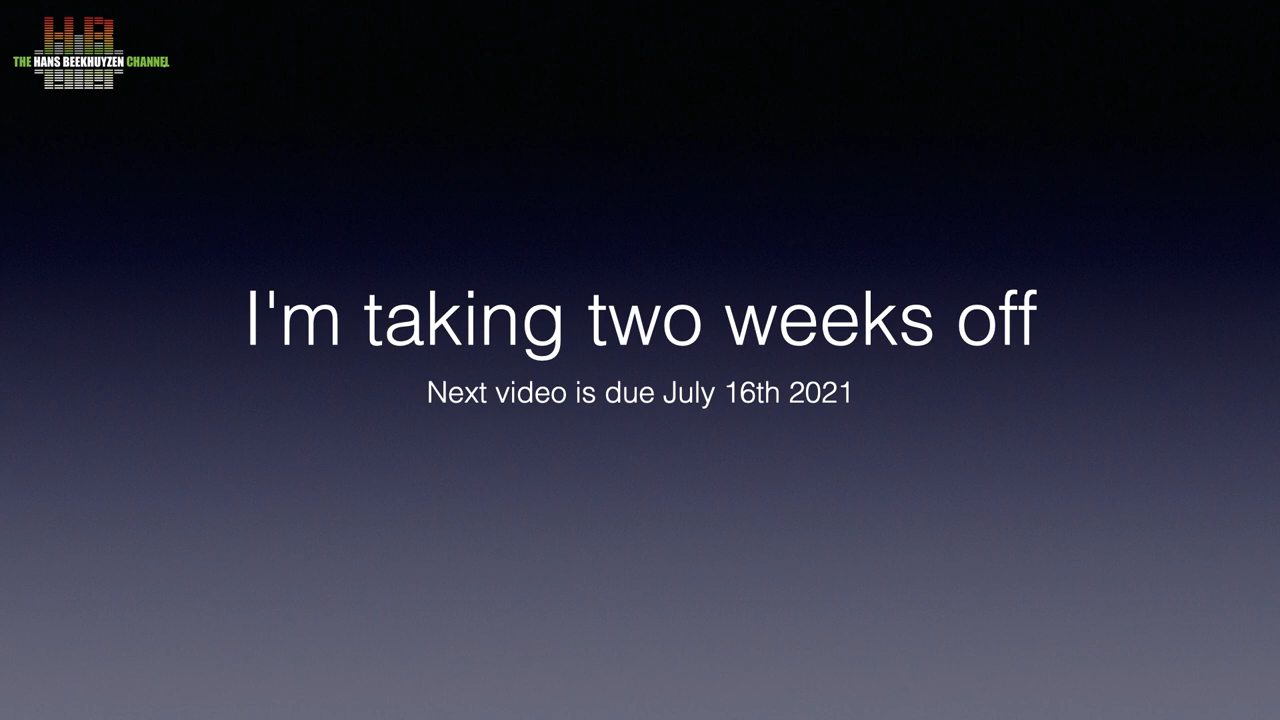 THE HANS BEEKHUYZEN CHANNEL
I'm taking two weeks off
Next video is due July 16th 2021